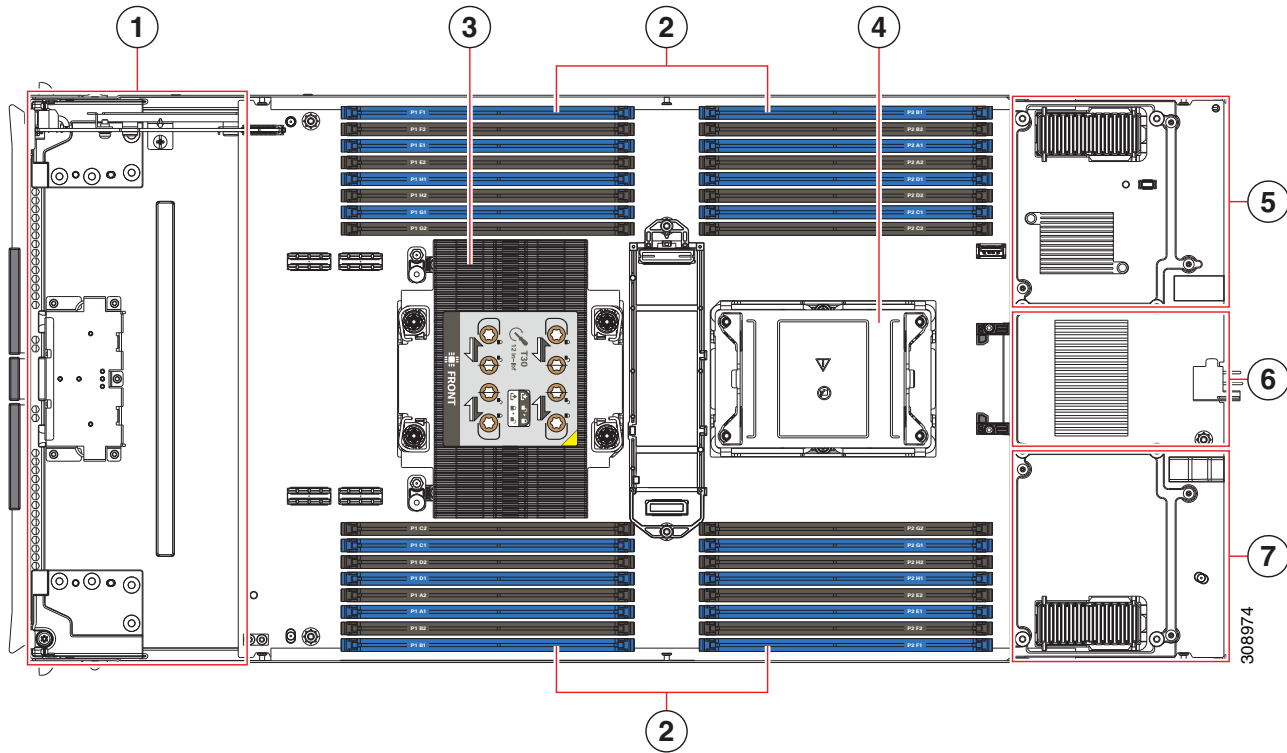 1
2
3
4
P1 F1
P2 B1
P1 F2
P2 B2
P1 E1
P2 A1
P1 E2
P2 A2
P1 H1
P2 D1
P1 H2
P2 D2
P1 G1
P2 C1
P1 G2
P2 C2
5
T30
12 in-lbf
FRONT
6
P1 C2
P2 G2
P1 C1
P2 G1
P1 D2
P2 H2
P1 D1
P2 H1
P1 A2
P2 E2
P1 A1
P2 E1
P1 B2
P2 F2
P1 B1
P2 F1
7
308974
2